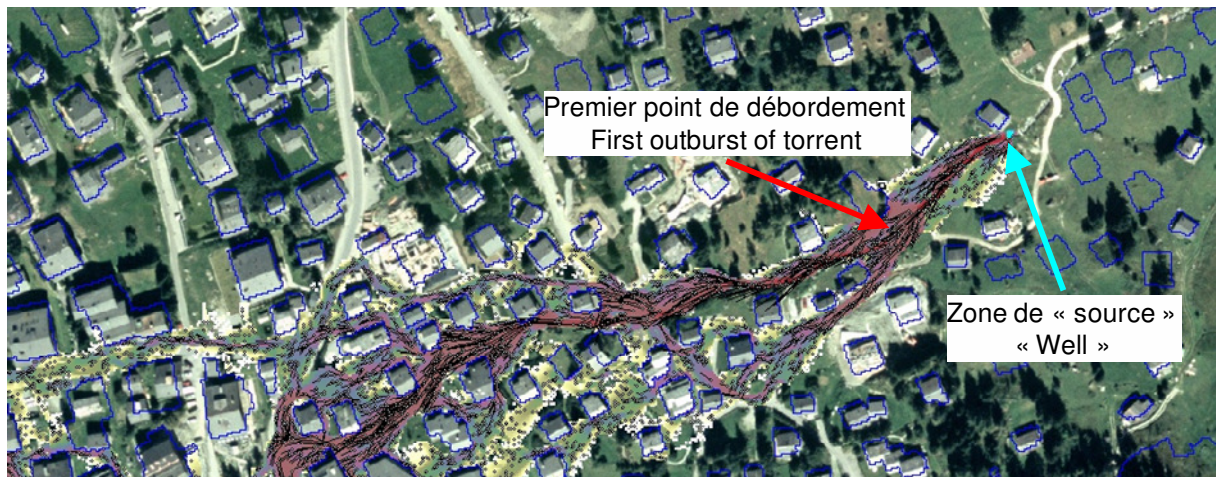 Premier point de débordement
First outburst of torrent
Zone de « source »
« Well »